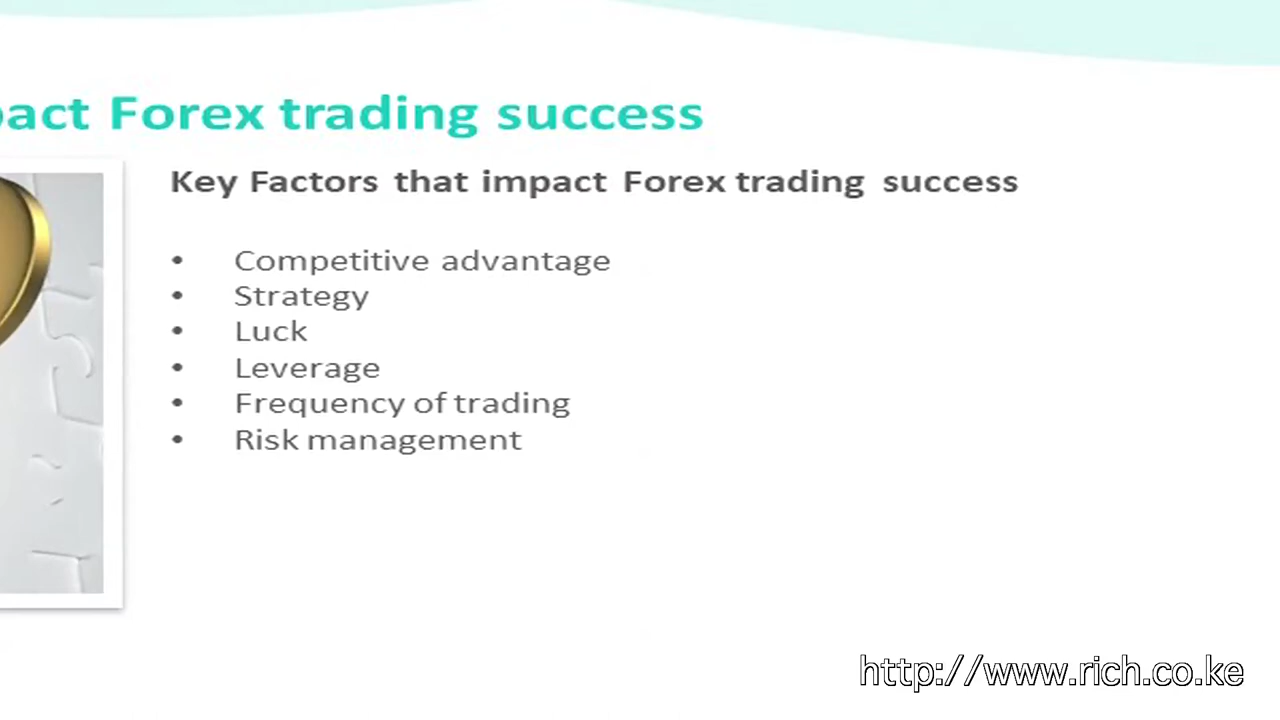 pact Forex trading success
Key Factors that impact Forex trading success
• Competitive advantage
• Strategy
• Luck
• Leverage
• Frequency of trading
• Risk management
http://www.rich.co.ke